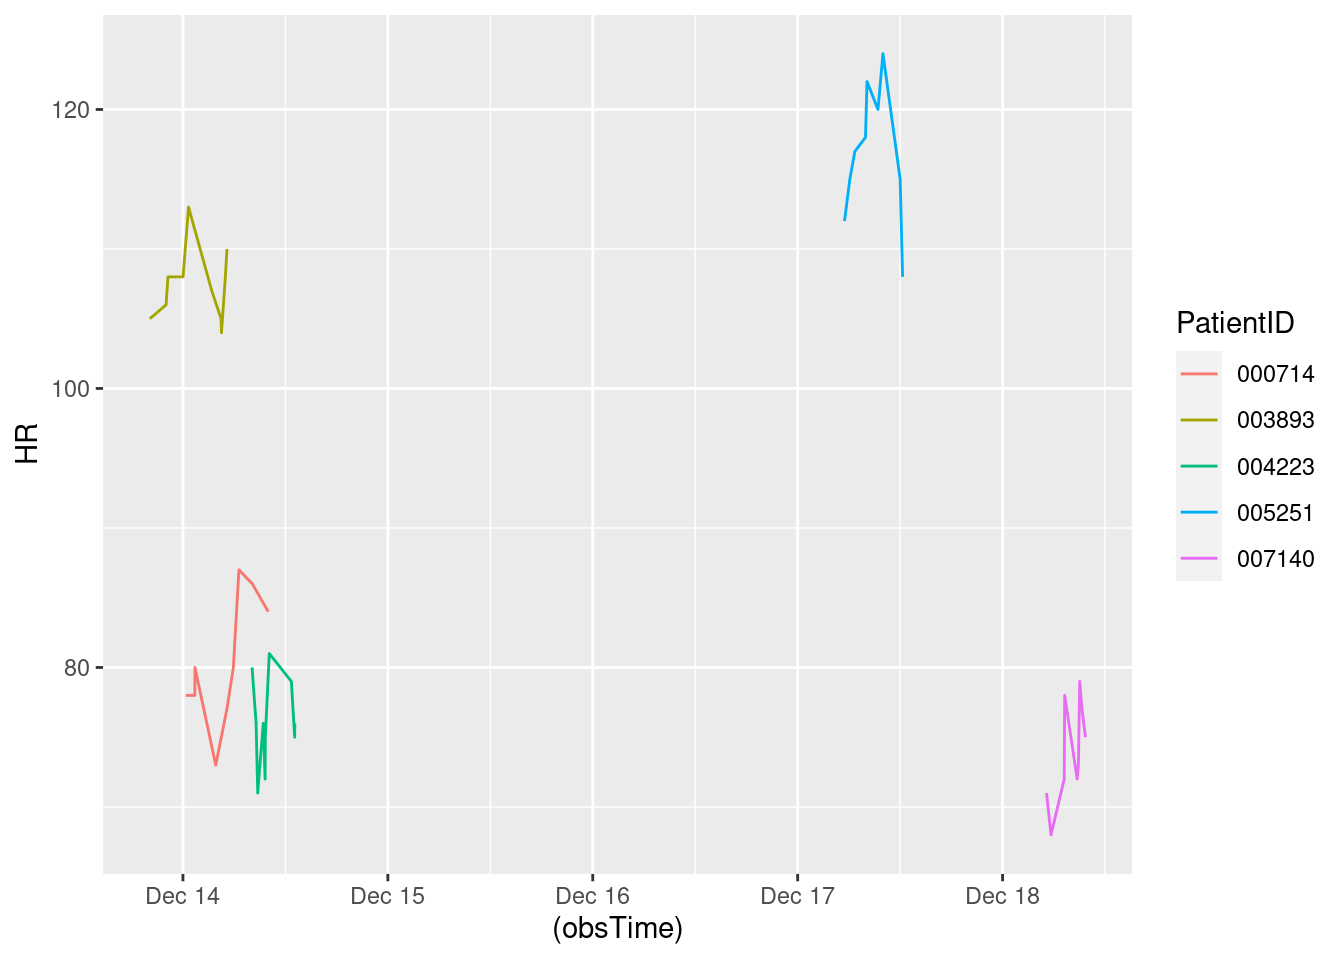 120
100
80
HR
Dec 14
Dec 15
Dec 16
Dec 17
Dec 18
(obsTime)
PatientID
000714
003893
004223
005251
007140